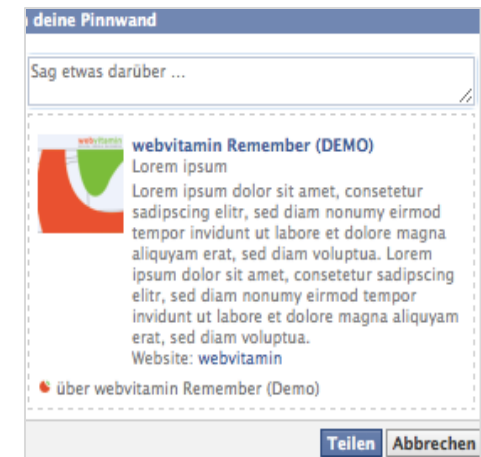 deine Pinnwand
Sag etwas darüber ...
webvitamin
webvitamin Remember (DEMO)
Lorem ipsum
Lorem ipsum dolor sit amet, consetetur
sadipscing elitr, sed diam nonumy eirmod
tempor invidunt ut labore et dolore magna
aliquyam erat, sed diam voluptua. Lorem
ipsum dolor sit amet, consetetur sadipscing
elitr, sed diam nonumy eirmod tempor
invidunt ut labore et dolore magna aliquyam
erat, sed diam voluptua.
Website: webvitamin
über webvitamin Remember (Demo)
Teilen Abbrechen